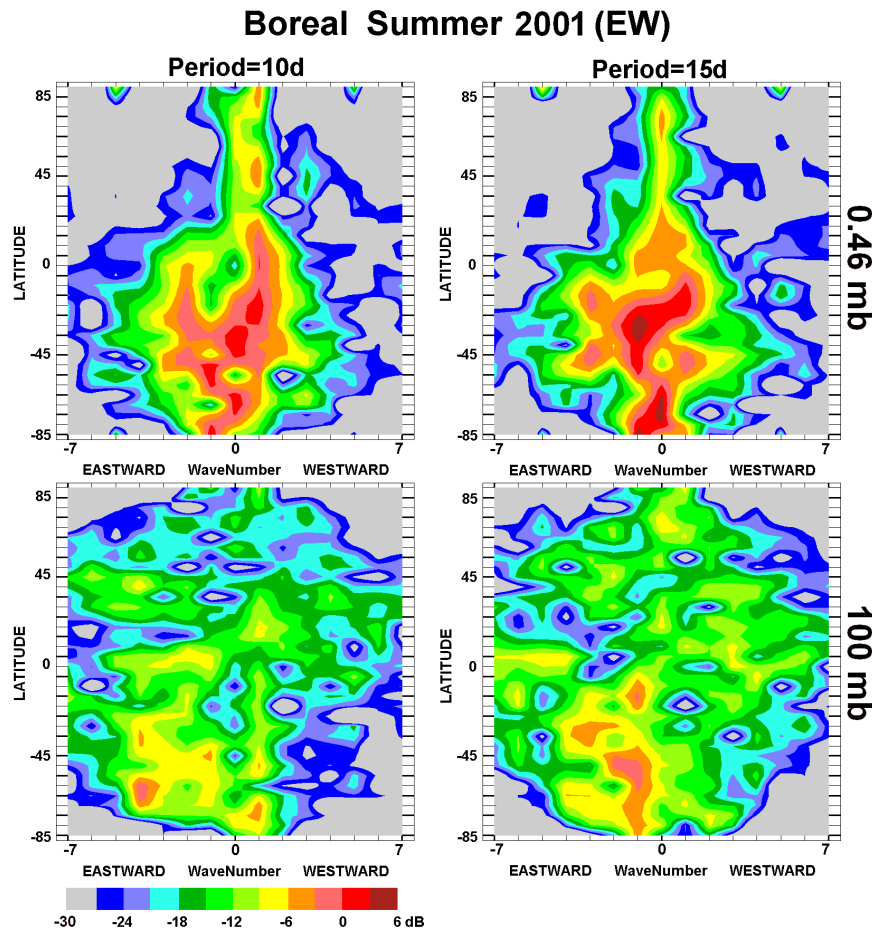 Boreal Summer 2001 (EW)
Period=10d
Period=15d
85
45
0
-45
-85
LATITUDE
-7
0
7
EASTWARD WaveNumber WESTWARD
85
45
0
-45
-85
LATITUDE
-7
0
7
EASTWARD WaveNumber WESTWARD
0.46 mb
85
45
0
-45
-85
LATITUDE
-7
0
7
EASTWARD WaveNumber WESTWARD
85
45
0
-45
-85
LATITUDE
-7
0
7
EASTWARD WaveNumber WESTWARD
100 mb
-30 -24 -18 -12 -6 0 6 dB